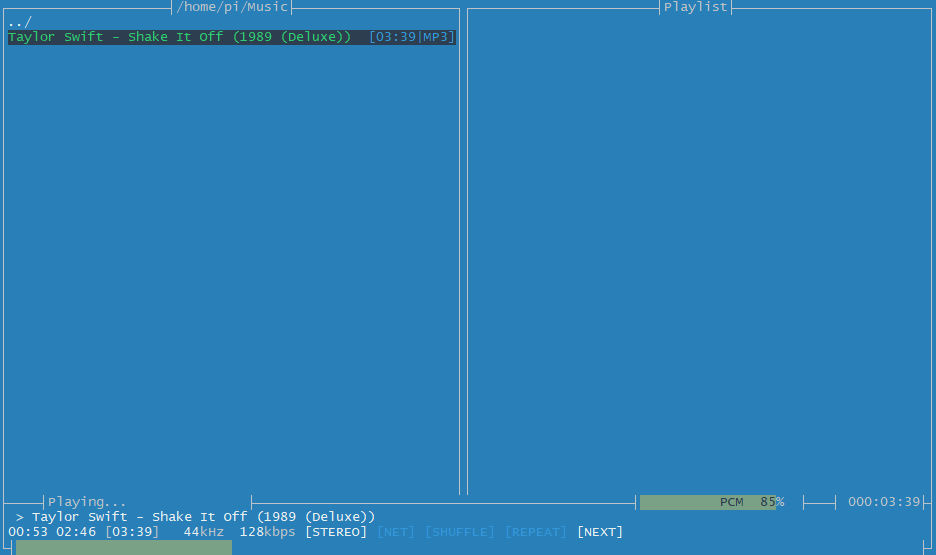 /home/pi/Music
Playlist
../
Taylor Swift - Shake It Off (1989 (Deluxe)) [03:39|MP3]
Playing...
PCM 85%
000:03:39
> Taylor Swift - Shake It Off (1989 (Deluxe))
00:53 02:46 [03:39] 44kHz 128kbps [STEREO] [NET] [SHUFFLE] [REPEAT] [NEXT]